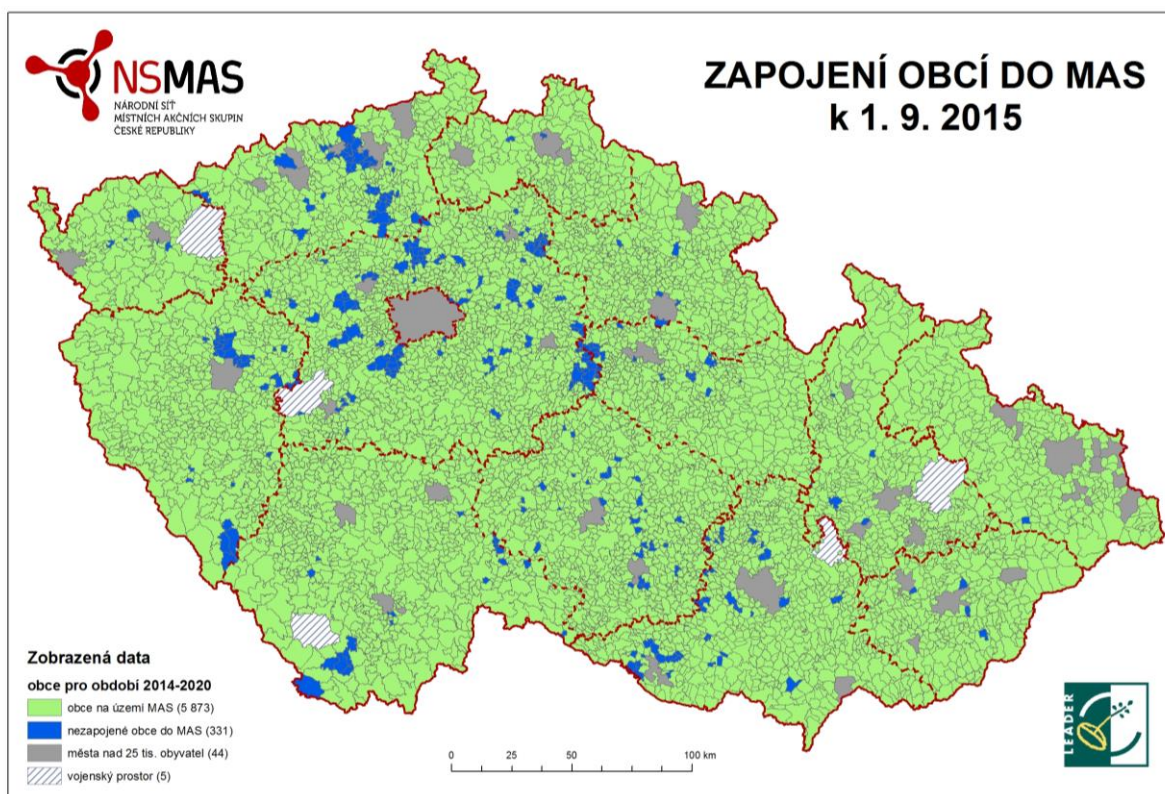 NSMAS
NÁRODNÍ SÍŤ
MÍSTNÍCH AKČNÍCH SKUPIN
ČESKÉ REPUBLIKY
ZAPOJENÍ OBCÍ DO MAS
k 1. 9. 2015
Zobrazená data
obce pro období 2014-2020
obce na území MAS (5 873)
nezapojené obce do MAS (331)
města nad 25 tis. obyvatel (44)
vojenský prostor (5)
0 25 50 100 km
LEADER